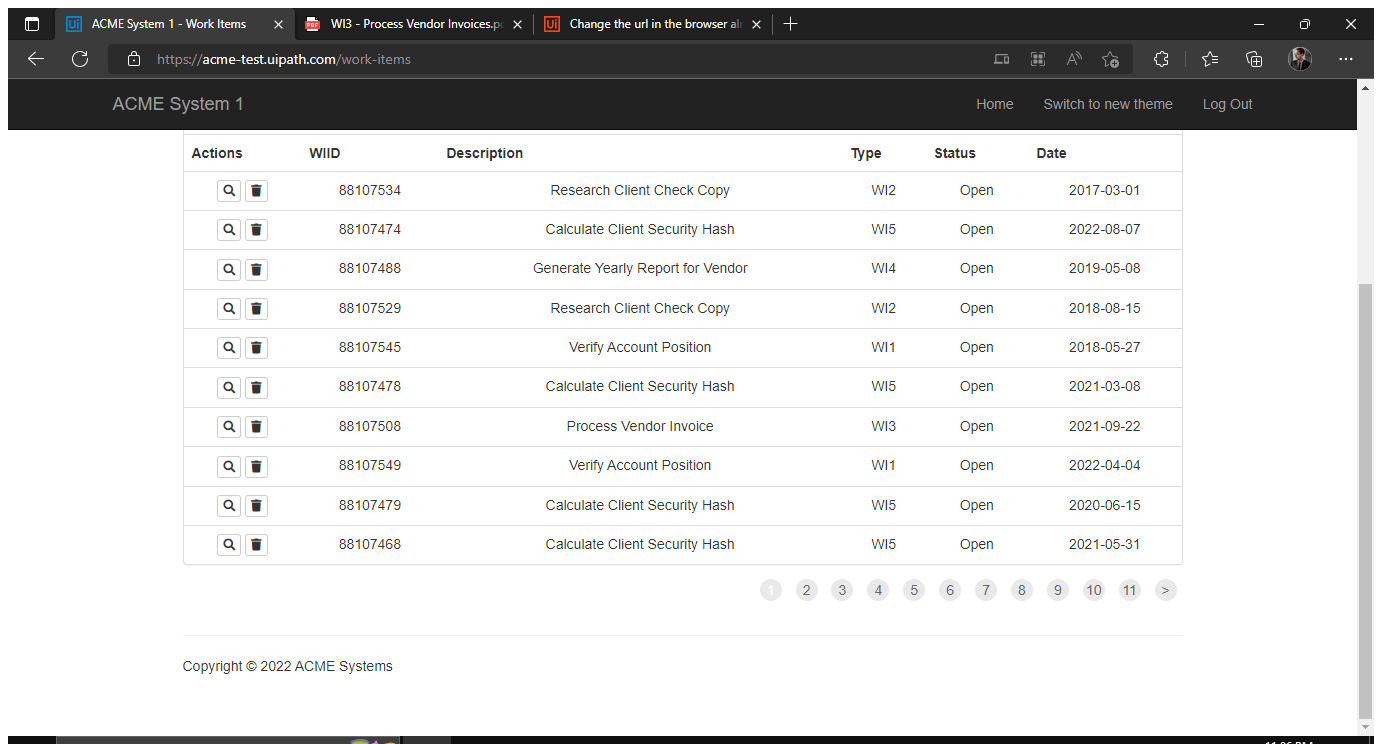 ACME System 1 - Work Items WI3 - Process Vendor Invoices.p Change the url in the browser al
https://acme-test.uipath.com/work-items
ACME System 1 Home Switch to new theme Log Out
Actions WIID Description Type Status Date
88107534 Research Client Check Copy WI2 Open 2017-03-01
88107474 Calculate Client Security Hash WI5 Open 2022-08-07
88107488 Generate Yearly Report for Vendor WI4 Open 2019-05-08
88107529 Research Client Check Copy WI2 Open 2018-08-15
88107545 Verify Account Position WI1 Open 2018-05-27
88107478 Calculate Client Security Hash WI5 Open 2021-03-08
88107508 Process Vendor Invoice WI3 Open 2021-09-22
88107549 Verify Account Position WI1 Open 2022-04-04
88107479 Calculate Client Security Hash WI5 Open 2020-06-15
88107468 Calculate Client Security Hash WI5 Open 2021-05-31
1 2 3 4 5 6 7 8 9 10 11 >
Copyright © 2022 ACME Systems